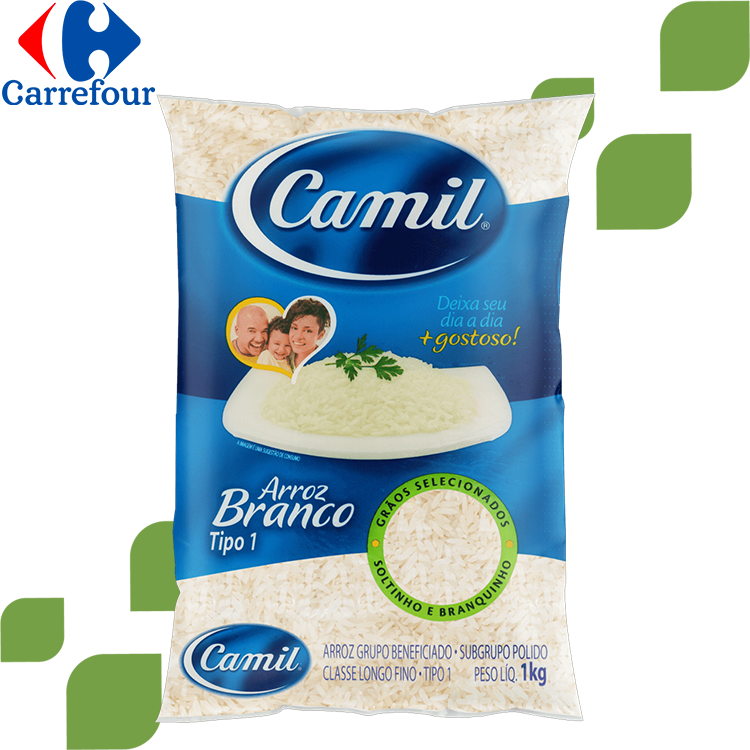 Carrefour
Camil®
Deixa seu
dia a dia
+gostoso!
A IMAGEM É UMA SUGESTÃO DE CONSUMO
Arroz
Branco
Tipo 1
GRÃOS SELECIONADOS
SOLTINHO E BRANQUINHO
Camil
ARROZ GRUPO BENEFICIADO • SUBGRUPO POLIDO
CLASSE LONGO FINO • TIPO 1 PESO LÍQ. 1kg